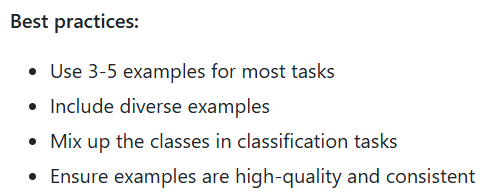 Best practices:
• Use 3-5 examples for most tasks
• Include diverse examples
• Mix up the classes in classification tasks
• Ensure examples are high-quality and consistent